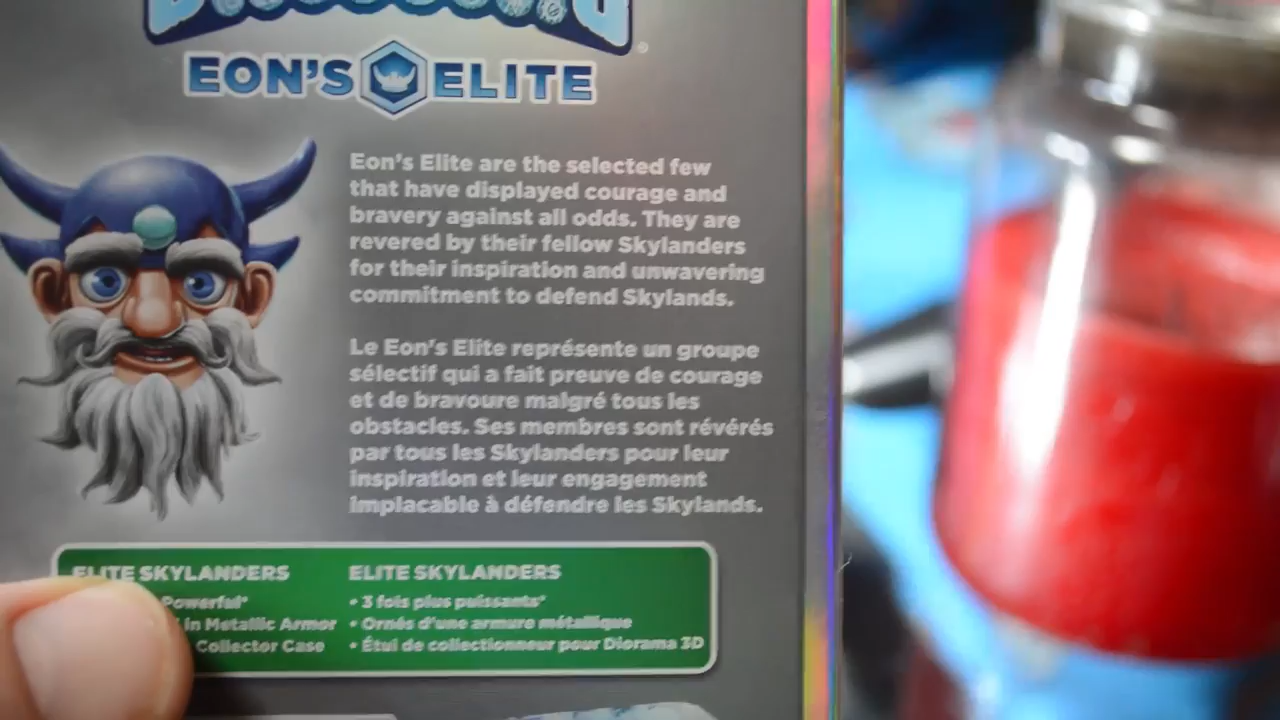 EON'S ELITE
Eon's Elite are the selected few
that have displayed courage and
bravery against all odds. They are
revered by their fellow Skylanders
for their inspiration and unwavering
commitment to defend Skylands.
Le Eon's Elite représente un groupe
sélectif qui a fait preuve de courage
et de bravoure malgré tous les
obstacles. Ses membres sont révérés
par tous les Skylanders pour leur
inspiration et leur engagement
implacable à défendre les Skylands.
ELITE SKYLANDERS
Powerful*
in Metallic Armor
Collector Case
ELITE SKYLANDERS
• 3 fois plus puissants*
• Ornés d'une armure métallique
• Étui de collectionneur pour Diorama 3D